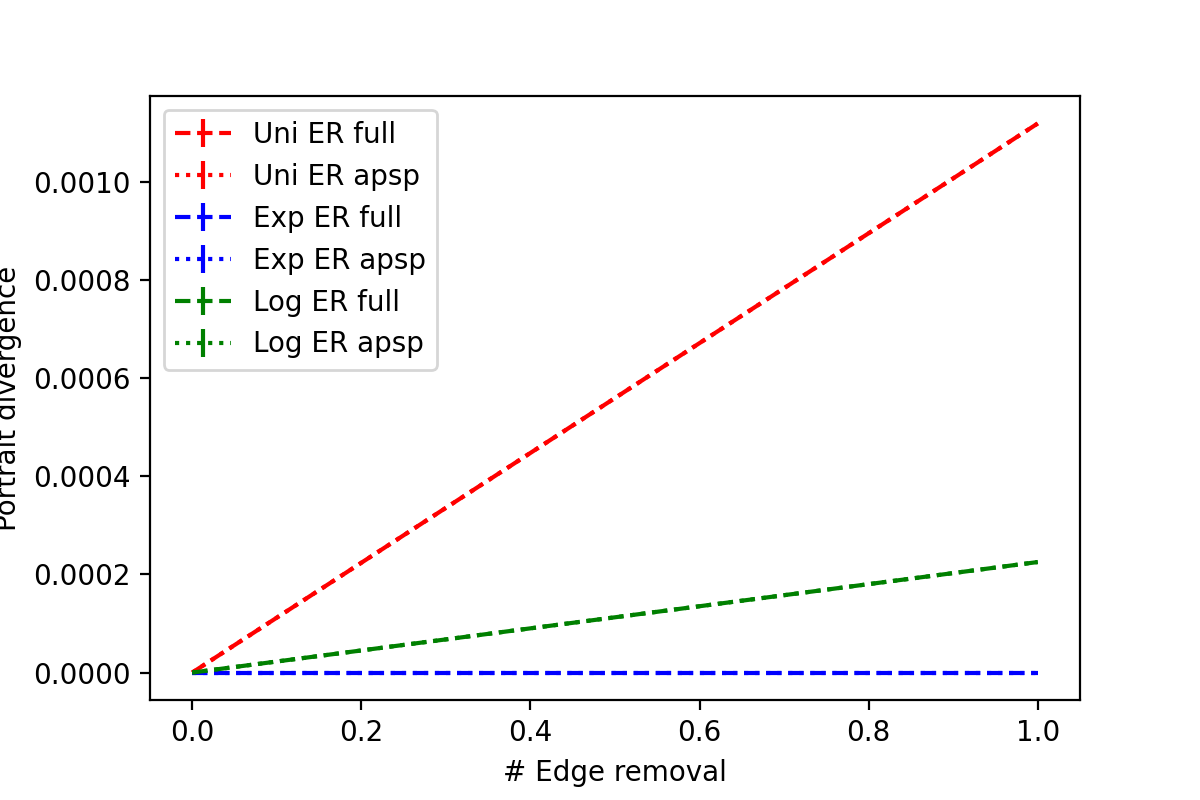 Uni ER full
Uni ER apsp
Exp ER full
Exp ER apsp
Log ER full
Log ER apsp
0.0010
0.0008
0.0006
0.0004
0.0002
0.0000
Portrait divergence
0.0 0.2 0.4 0.6 0.8 1.0
# Edge removal